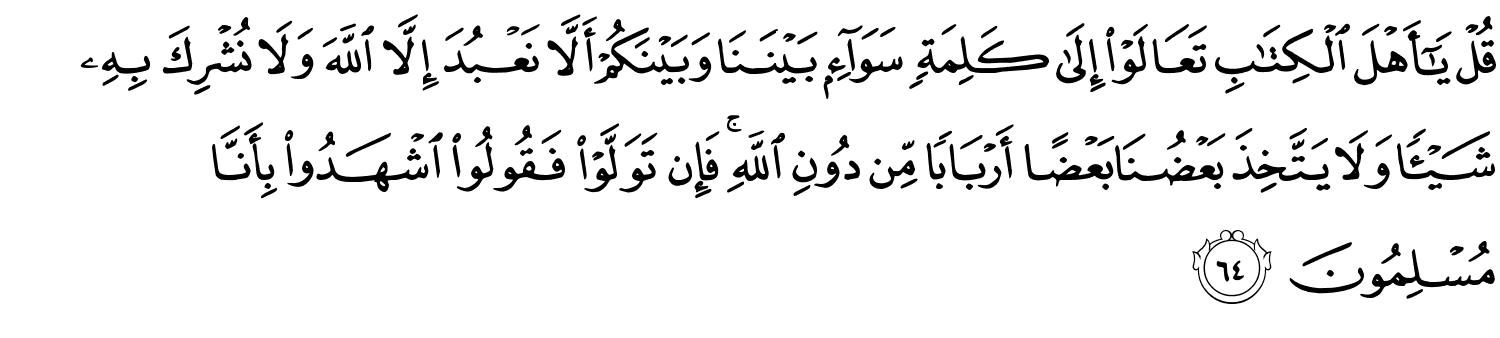 قُلْ يَـٰٓأَهْلَ ٱلْكِتَـٰبِ تَعَالَوْا۟ إِلَىٰ كَلِمَةٍۢ سَوَآءٍۭ بَيْنَنَا وَبَيْنَكُمْ أَلَّا نَعْبُدَ إِلَّا ٱللَّهَ وَلَا نُشْرِكَ بِهِۦ
شَيْـًۭٔا وَلَا يَتَّخِذَ بَعْضُنَا بَعْضًا أَرْبَابًۭا مِّن دُونِ ٱللَّهِ ۚ فَإِن تَوَلَّوْا۟ فَقُولُوا۟ ٱشْهَدُوا۟ بِأَنَّا
مُسْلِمُونَ ٦٤